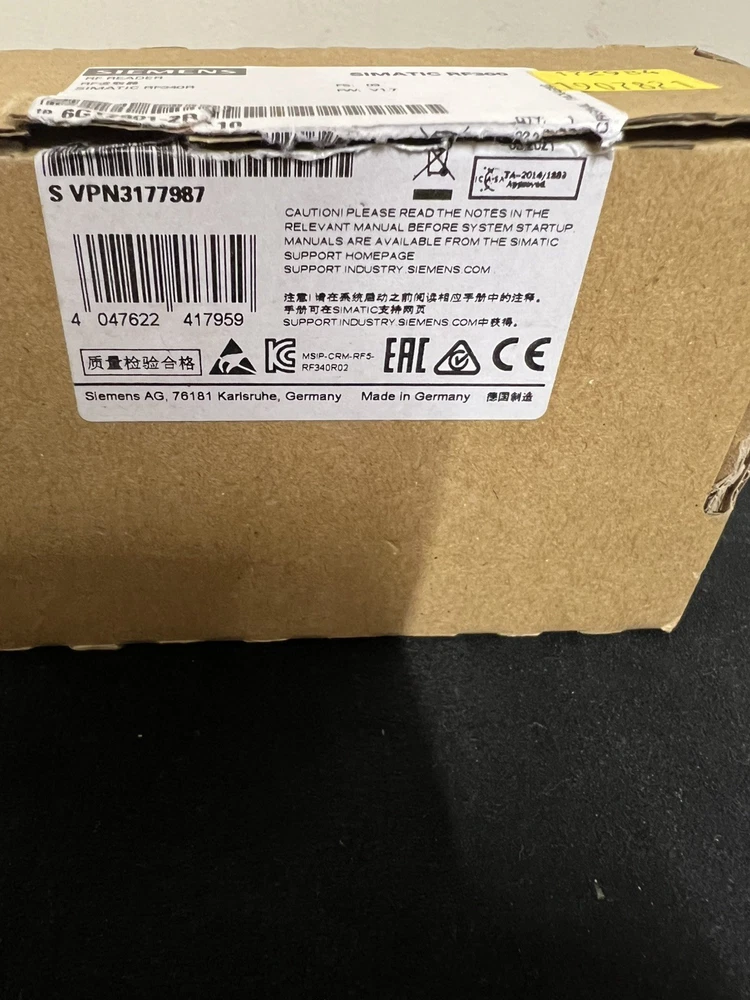 SIEMENS
SIMATIC RF300
RF READER
SIMATIC RF340R
FW: V1.7
S VPN3177987
TA-2014/1283
Approved
CAUTION! PLEASE READ THE NOTES IN THE
RELEVANT MANUAL BEFORE SYSTEM STARTUP.
MANUALS ARE AVAILABLE FROM THE SIMATIC
SUPPORT HOMEPAGE
SUPPORT.INDUSTRY.SIEMENS.COM
注意！请在系统启动之前阅读相应手册中的注释。
手册可在SIMATIC支持网页
SUPPORT.INDUSTRY.SIEMENS.COM中获得。
4 047622 417959
质量检验合格
MSIP-CRM-RF5-
RF340R02
EAC
CE
Siemens AG, 76181 Karlsruhe, Germany Made in Germany 德国制造